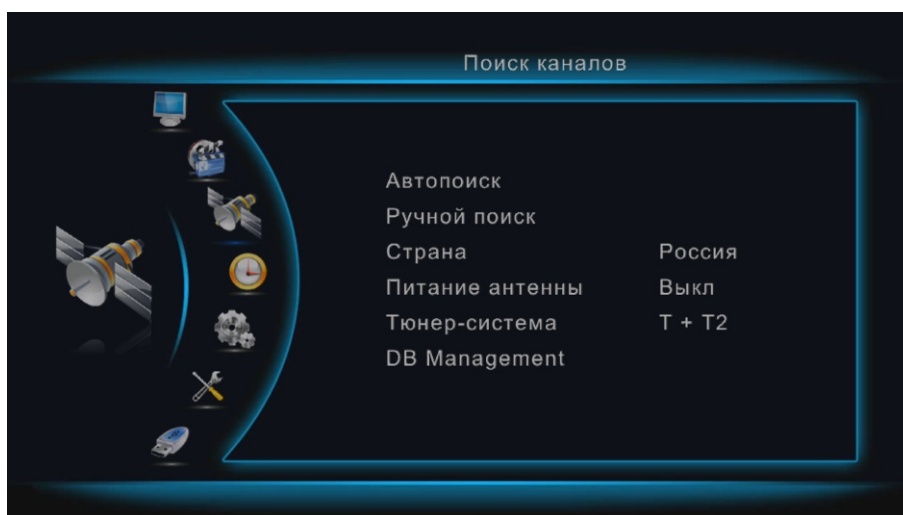 Поиск каналов
Автопоиск
Ручной поиск
Страна Россия
Питание антенны Выкл
Тюнер-система T + T2
DB Management